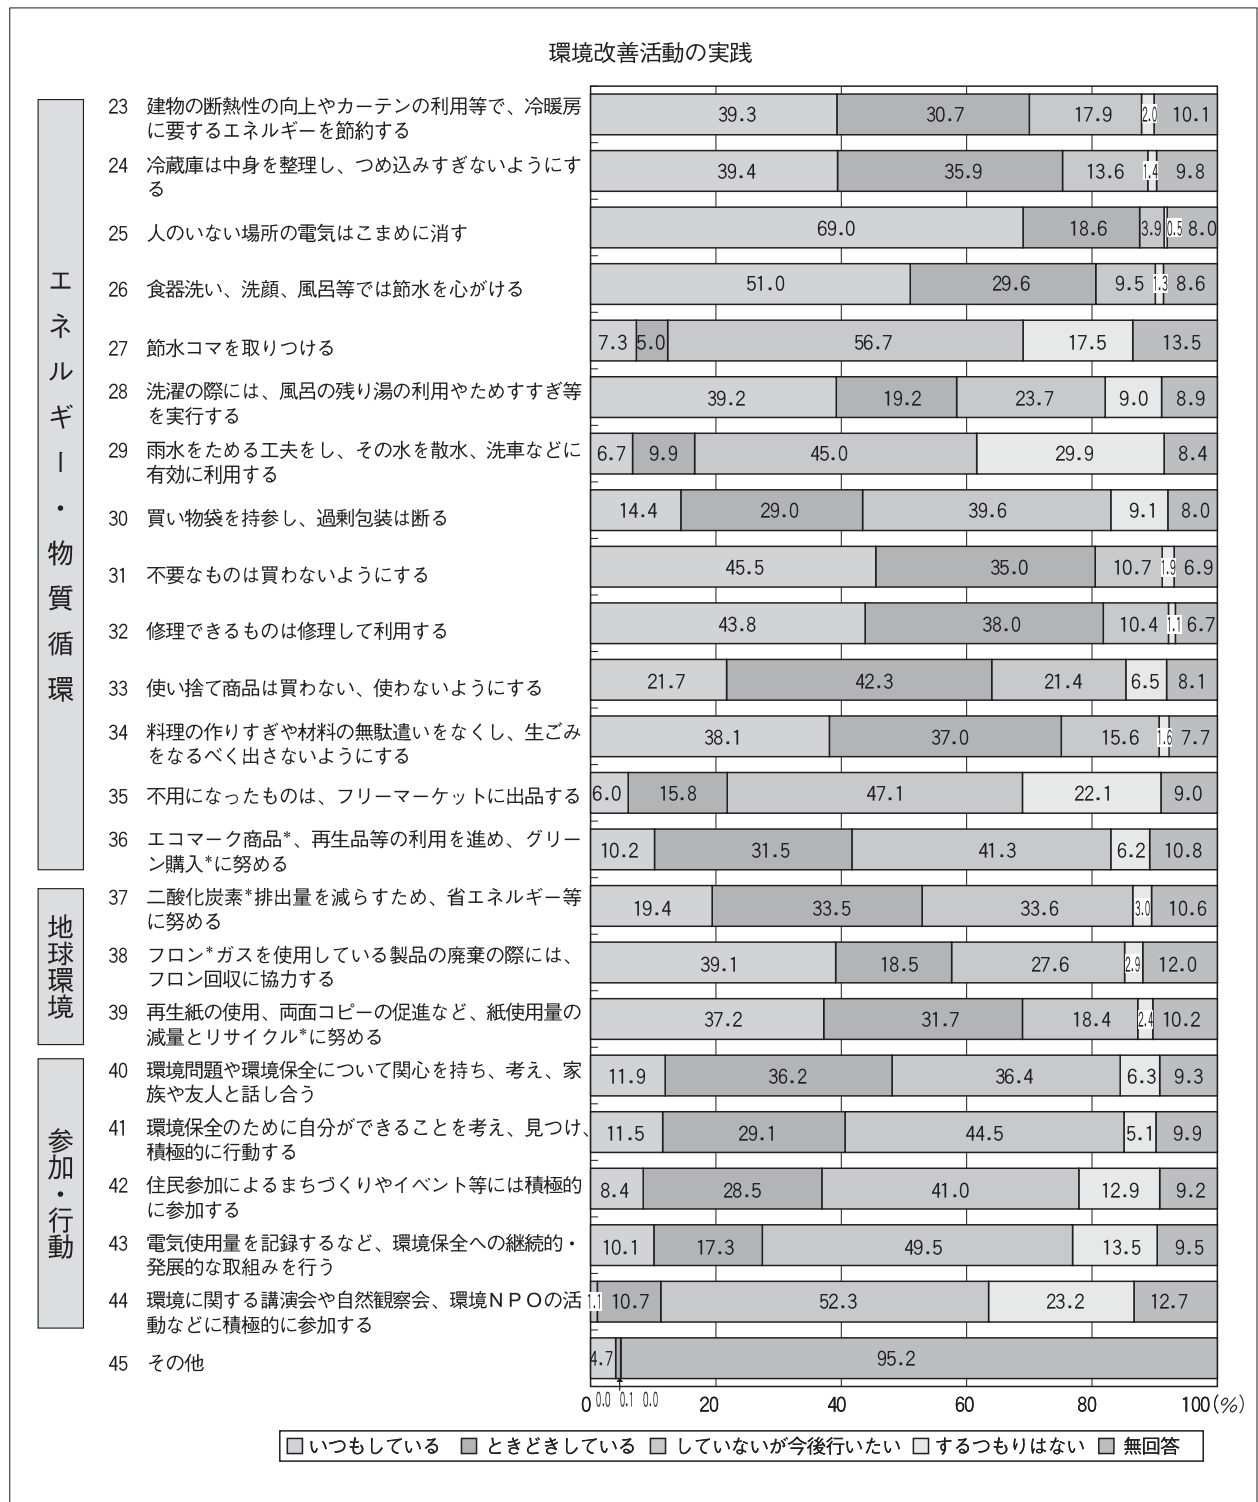 環境改善活動の実践
エネルギー・物質循環
23 建物の断熱性の向上やカーテンの利用等で、冷暖房
に要するエネルギーを節約する
39.3 30.7 17.9 2.0 10.1
24 冷蔵庫は中身を整理し、つめ込みすぎないようにす
る
39.4 35.9 13.6 1.4 9.8
25 人のいない場所の電気はこまめに消す
69.0 18.6 3.9 0.5 8.0
26 食器洗い、洗顔、風呂等では節水を心がける
51.0 29.6 9.5 1.3 8.6
27 節水コマを取りつける
7.3 5.0 56.7 17.5 13.5
28 洗濯の際には、風呂の残り湯の利用やためすすぎ等
を実行する
39.2 19.2 23.7 9.0 8.9
29 雨水をためる工夫をし、その水を散水、洗車などに
有効に利用する
6.7 9.9 45.0 29.9 8.4
30 買い物袋を持参し、過剰包装は断る
14.4 29.0 39.6 9.1 8.0
31 不要なものは買わないようにする
45.5 35.0 10.7 1.9 6.9
32 修理できるものは修理して利用する
43.8 38.0 10.4 1.1 6.7
33 使い捨て商品は買わない、使わないようにする
21.7 42.3 21.4 6.5 8.1
34 料理の作りすぎや材料の無駄遣いをなくし、生ごみ
をなるべく出さないようにする
38.1 37.0 15.6 1.6 7.7
35 不用になったものは、フリーマーケットに出品する
6.0 15.8 47.1 22.1 9.0
36 エコマーク商品*、再生品等の利用を進め、グリー
ン購入*に努める
10.2 31.5 41.3 6.2 10.8
地球環境
37 二酸化炭素*排出量を減らすため、省エネルギー等
に努める
19.4 33.5 33.6 3.0 10.6
38 フロン*ガスを使用している製品の廃棄の際には、
フロン回収に協力する
39.1 18.5 27.6 2.9 12.0
39 再生紙の使用、両面コピーの促進など、紙使用量の
減量とリサイクル*に努める
37.2 31.7 18.4 2.4 10.2
参加・行動
40 環境問題や環境保全について関心を持ち、考え、家
族や友人と話し合う
11.9 36.2 36.4 6.3 9.3
41 環境保全のために自分ができることを考え、見つけ、
積極的に行動する
11.5 29.1 44.5 5.1 9.9
42 住民参加によるまちづくりやイベント等には積極的
に参加する
8.4 28.5 41.0 12.9 9.2
43 電気使用量を記録するなど、環境保全への継続的・
発展的な取組みを行う
10.1 17.3 49.5 13.5 9.5
44 環境に関する講演会や自然観察会、環境NPOの活
動などに積極的に参加する
1.1 10.7 52.3 23.2 12.7
45 その他
4.7 95.2
0.0 0.1 0.0
0 20 40 60 80 100(%)
いつもしている ときどきしている していないが今後行いたい するつもりはない 無回答